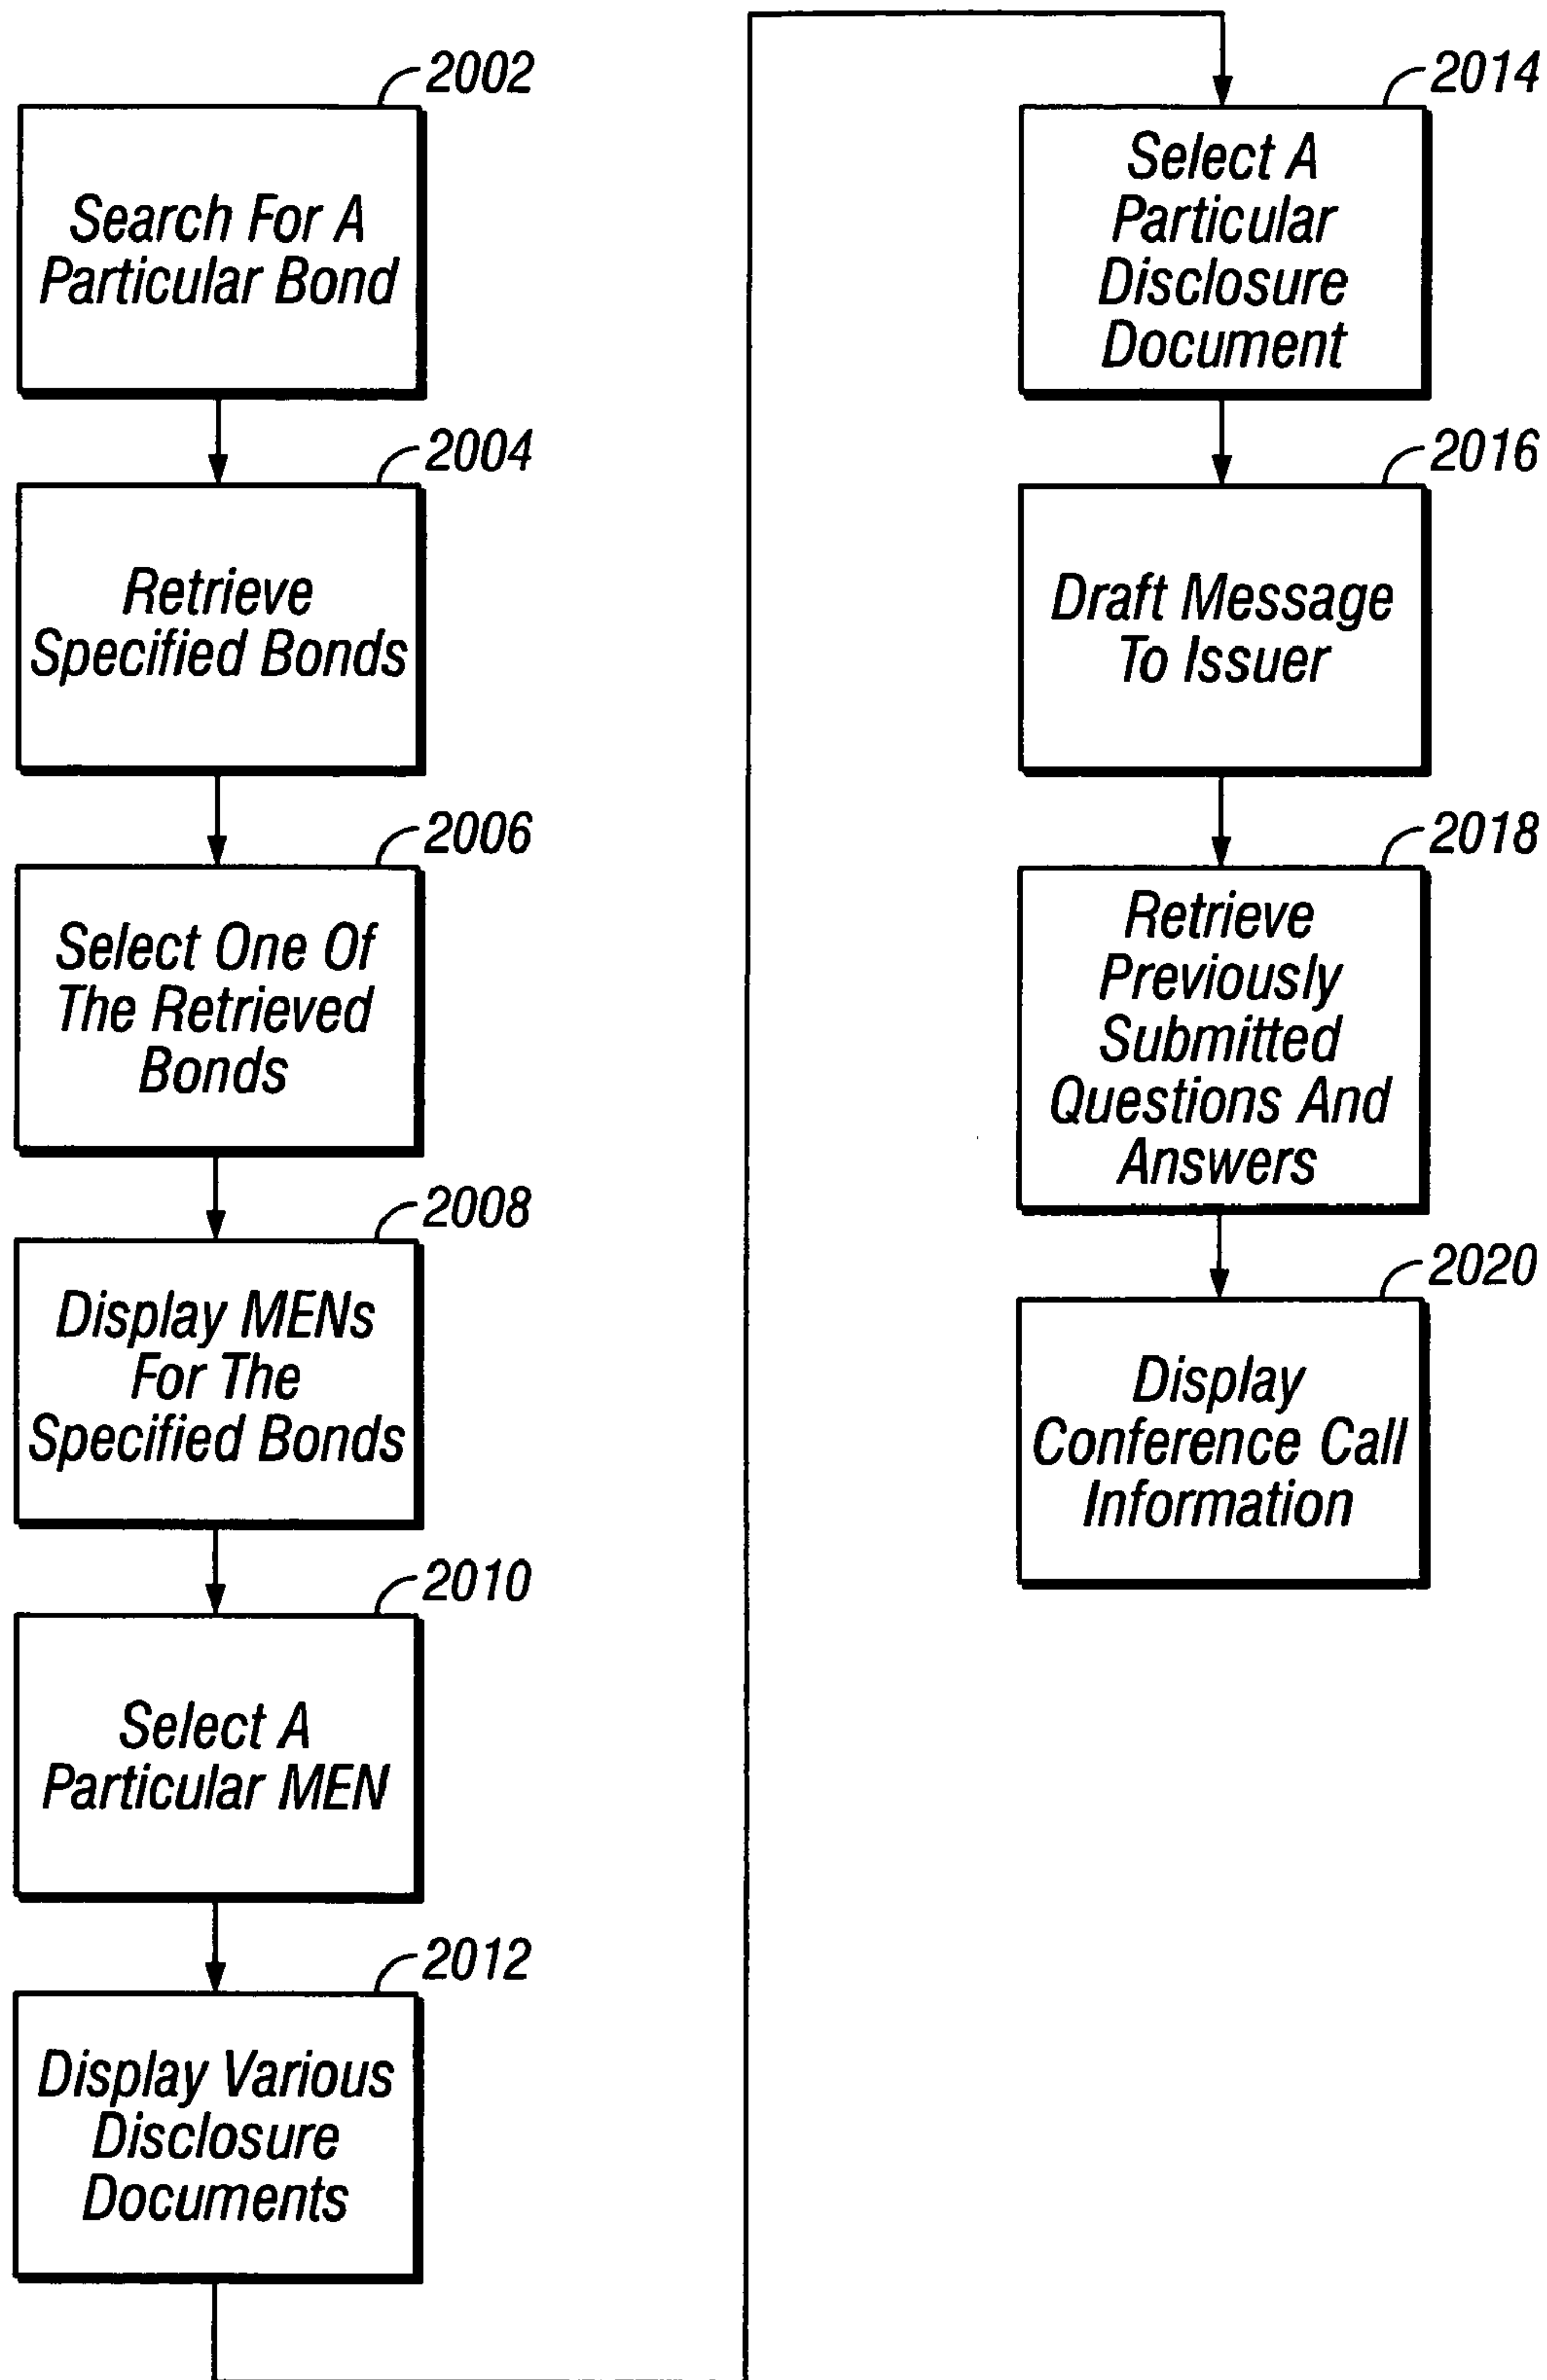 2002
Search For A
Particular Bond
2004
Retrieve
Specified Bonds
2006
Select One Of
The Retrieved
Bonds
2008
Display MENs
For The
Specified Bonds
2010
Select A
Particular MEN
2012
Display Various
Disclosure
Documents
2014
Select A
Particular
Disclosure
Document
2016
Draft Message
To Issuer
2018
Retrieve
Previously
Submitted
Questions And
Answers
2020
Display
Conference Call
Information